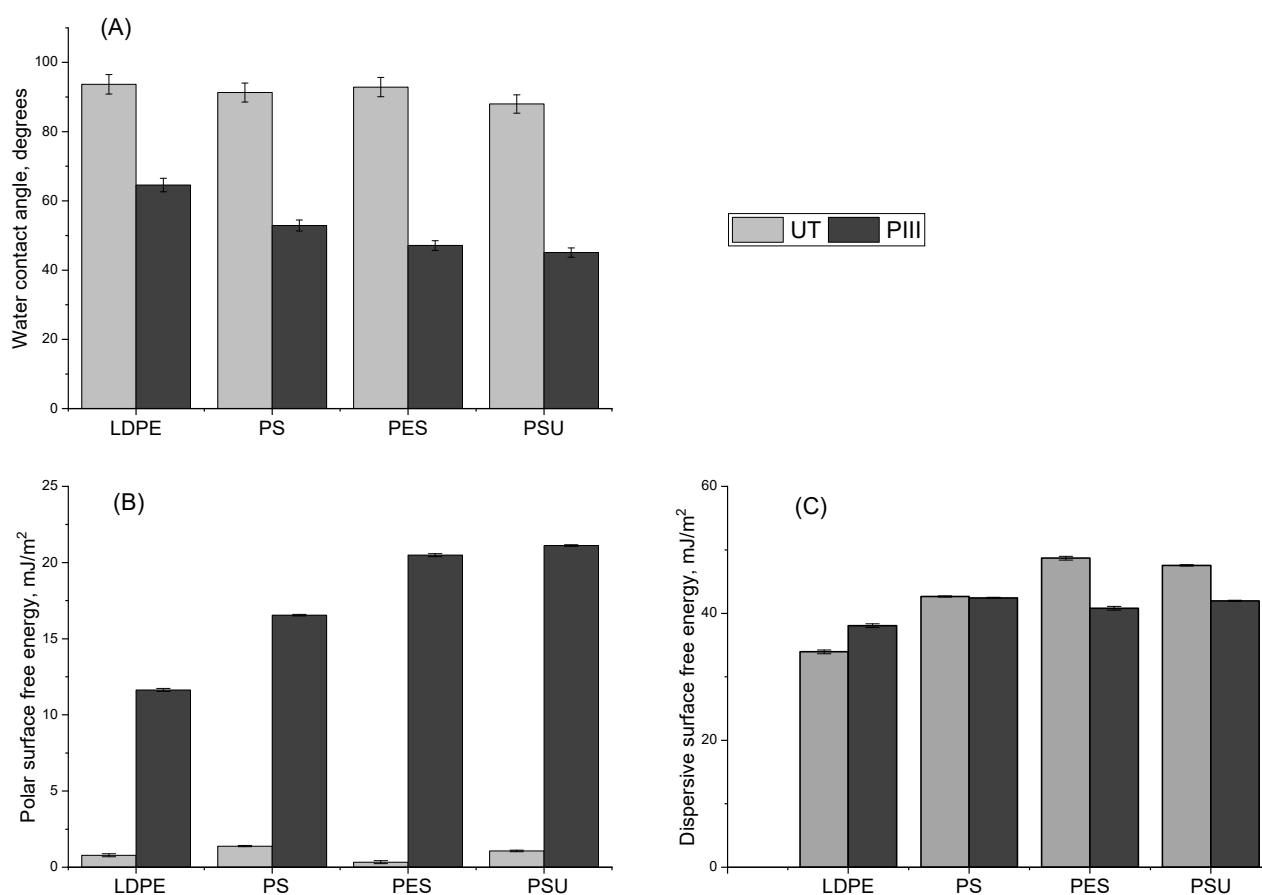 (A)
Water contact angle, degrees
100
80
60
40
20
0
LDPE PS PES PSU
UT PIII
(B)
Polar surface free energy, mJ/m²
25
20
15
10
5
0
LDPE PS PES PSU
(C)
Dispersive surface free energy, mJ/m²
60
40
20
0
LDPE PS PES PSU